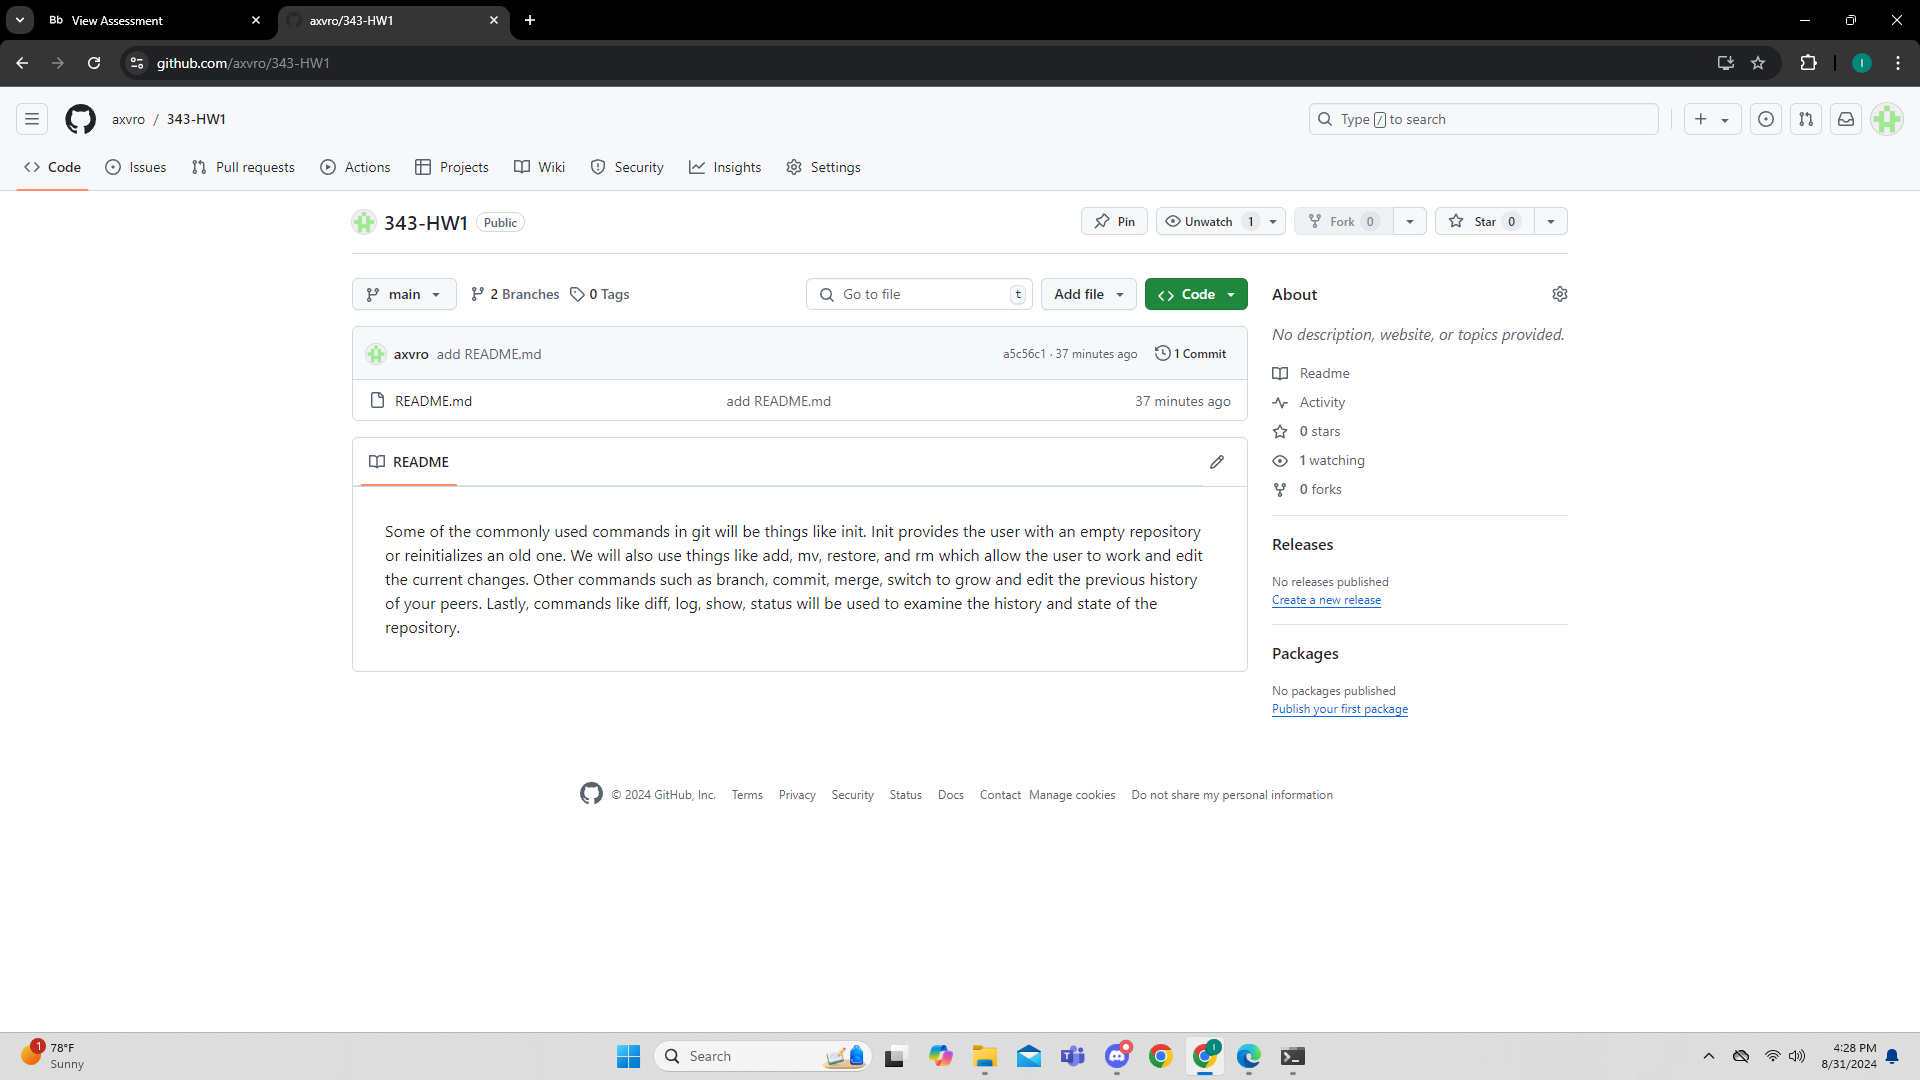 Bb View Assessment
axvro/343-HW1
github.com/axvro/343-HW1
axvro / 343-HW1
Type / to search
Code Issues Pull requests Actions Projects Wiki Security Insights Settings
343-HW1 Public
Pin Unwatch 1 Fork 0 Star 0
main 2 Branches 0 Tags
Go to file t Add file Code
axvro add README.md a5c56c1 · 37 minutes ago 1 Commit
README.md add README.md 37 minutes ago
README
Some of the commonly used commands in git will be things like init. Init provides the user with an empty repository
or reinitializes an old one. We will also use things like add, mv, restore, and rm which allow the user to work and edit
the current changes. Other commands such as branch, commit, merge, switch to grow and edit the previous history
of your peers. Lastly, commands like diff, log, show, status will be used to examine the history and state of the
repository.
About
No description, website, or topics provided.
Readme
Activity
0 stars
1 watching
0 forks
Releases
No releases published
Create a new release
Packages
No packages published
Publish your first package
© 2024 GitHub, Inc. Terms Privacy Security Status Docs Contact Manage cookies Do not share my personal information
1
78°F
Sunny
Search
4:28 PM
8/31/2024